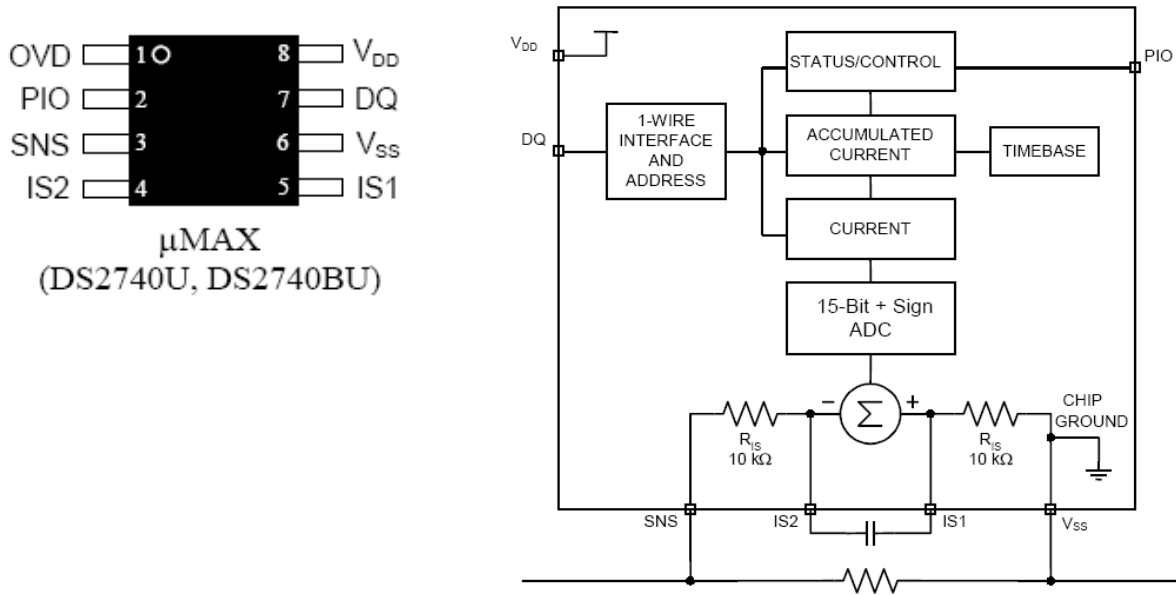 OVD 1 8 VDD
PIO 2 7 DQ
SNS 3 6 VSS
IS2 4 5 IS1
µMAX
(DS2740U, DS2740BU)
VDD
DQ
1-WIRE
INTERFACE
AND
ADDRESS
STATUS/CONTROL
PIO
ACCUMULATED
CURRENT
TIMEBASE
CURRENT
15-Bit + Sign
ADC
− Σ +
RIS
10 kΩ
RIS
10 kΩ
CHIP
GROUND
SNS
IS2
IS1
VSS